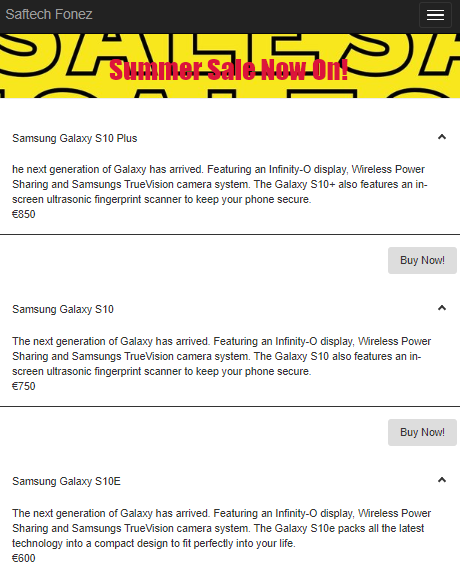 Saftech Fonez
SALE SA
Summer Sale Now On!
SALE S
Samsung Galaxy S10 Plus
he next generation of Galaxy has arrived. Featuring an Infinity-O display, Wireless Power
Sharing and Samsungs TrueVision camera system. The Galaxy S10+ also features an in-
screen ultrasonic fingerprint scanner to keep your phone secure.
€850
Buy Now!
Samsung Galaxy S10
The next generation of Galaxy has arrived. Featuring an Infinity-O display, Wireless Power
Sharing and Samsungs TrueVision camera system. The Galaxy S10 also features an in-
screen ultrasonic fingerprint scanner to keep your phone secure.
€750
Buy Now!
Samsung Galaxy S10E
The next generation of Galaxy has arrived. Featuring an Infinity-O display, Wireless Power
Sharing and Samsungs TrueVision camera system. The Galaxy S10e packs all the latest
technology into a compact design to fit perfectly into your life.
€600